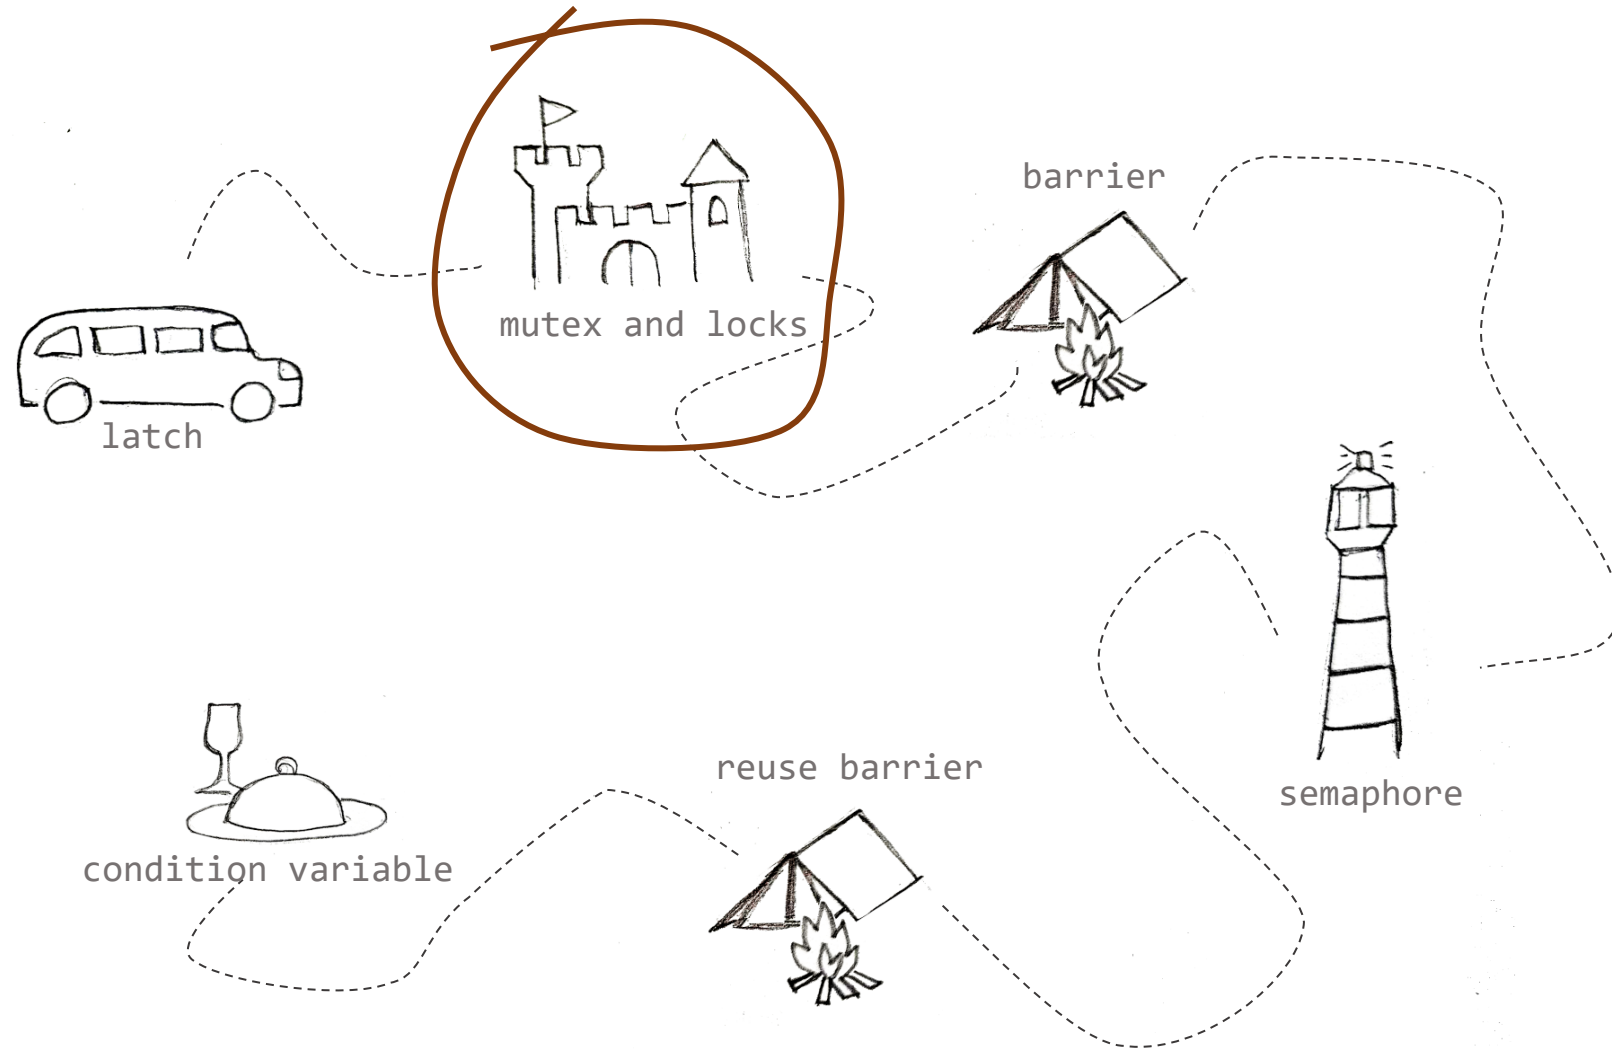 latch
mutex and locks
barrier
semaphore
reuse barrier
condition variable